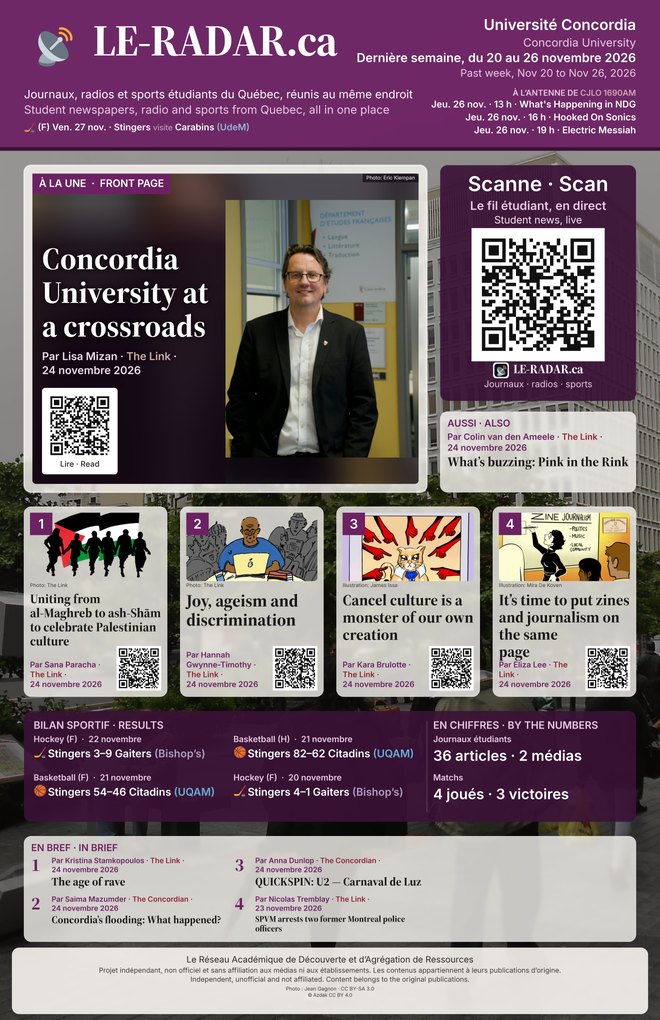 LE-RADAR.ca
Journaux, radios et sports étudiants du Québec, réunis au même endroit
Student newspapers, radio and sports from Quebec, all in one place
(F) Ven. 27 nov. · Stingers visite Carabins (UdeM)
Université Concordia
Concordia University
Dernière semaine, du 20 au 26 novembre 2026
Past week, Nov 20 to Nov 26, 2026
À L'ANTENNE DE CJLO 1690AM
Jeu. 26 nov. · 13 h · What's Happening in NDG
Jeu. 26 nov. · 16 h · Hooked On Sonics
Jeu. 26 nov. · 19 h · Electric Messiah
À LA UNE · FRONT PAGE
Photo: Eric Klempan
DÉPARTEMENT
D'ÉTUDES FRANÇAISES
Langue
Littérature
Traduction
Concordia
University at
a crossroads
Par Lisa Mizan · The Link ·
24 novembre 2026
Lire · Read
Scanne · Scan
Le fil étudiant, en direct
Student news, live
LE-RADAR.ca
Journaux · radios · sports
AUSSI · ALSO
Par Colin van den Ameele · The Link ·
24 novembre 2026
What's buzzing: Pink in the Rink
1
Photo: The Link
Uniting from
al-Maghreb to ash-Shām
to celebrate Palestinian
culture
Par Sana Paracha ·
The Link ·
24 novembre 2026
2
Photo: The Link
Joy, ageism and
discrimination
Par Hannah
Gwynne-Timothy ·
The Link ·
24 novembre 2026
3
Illustration: James Issa
Cancel culture is a
monster of our own
creation
Par Kara Brulotte ·
The Link ·
24 novembre 2026
4
ZINE JOURNALISM
-POLITICS
-MUSIC
-LOCAL
COMMUNITY
Illustration: Mira De Koven
It's time to put zines
and journalism on
the same
page
Par Eliza Lee · The
Link ·
24 novembre 2026
BILAN SPORTIF · RESULTS
Hockey (F) · 22 novembre
Stingers 3–9 Gaiters (Bishop's)
Basketball (H) · 21 novembre
Stingers 82–62 Citadins (UQAM)
Basketball (F) · 21 novembre
Stingers 54–46 Citadins (UQAM)
Hockey (F) · 20 novembre
Stingers 4–1 Gaiters (Bishop's)
EN CHIFFRES · BY THE NUMBERS
Journaux étudiants
36 articles · 2 médias
Matchs
4 joués · 3 victoires
EN BREF · IN BRIEF
1
Par Kristina Stamkopoulos · The Link ·
24 novembre 2026
The age of rave
2
Par Saima Mazumder · The Concordian ·
24 novembre 2026
Concordia's flooding: What happened?
3
Par Anna Dunlop · The Concordian ·
24 novembre 2026
QUICKSPIN: U2 — Carnaval de Luz
4
Par Nicolas Tremblay · The Link ·
23 novembre 2026
SPVM arrests two former Montreal police
officers
Le Réseau Académique de Découverte et d'Agrégation de Ressources
Projet indépendant, non officiel et sans affiliation aux médias ni aux établissements. Les contenus appartiennent à leurs publications d'origine.
Independent, unofficial and not affiliated. Content belongs to the original publications.
Photo : Jean Gagnon · CC BY-SA 3.0
© Azdak CC BY 4.0